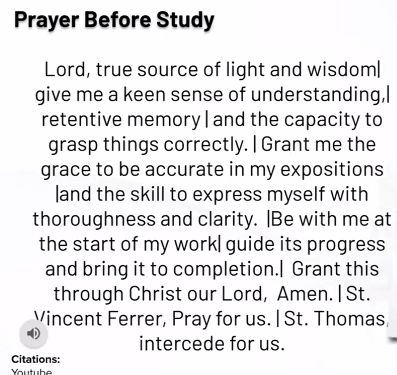 Prayer Before Study
Lord, true source of light and wisdom|
give me a keen sense of understanding,|
retentive memory | and the capacity to
grasp things correctly. | Grant me the
grace to be accurate in my expositions
|and the skill to express myself with
thoroughness and clarity. |Be with me at
the start of my work| guide its progress
and bring it to completion.| Grant this
through Christ our Lord, Amen. | St.
Vincent Ferrer, Pray for us. | St. Thomas,
intercede for us.
Citations:
Youtube